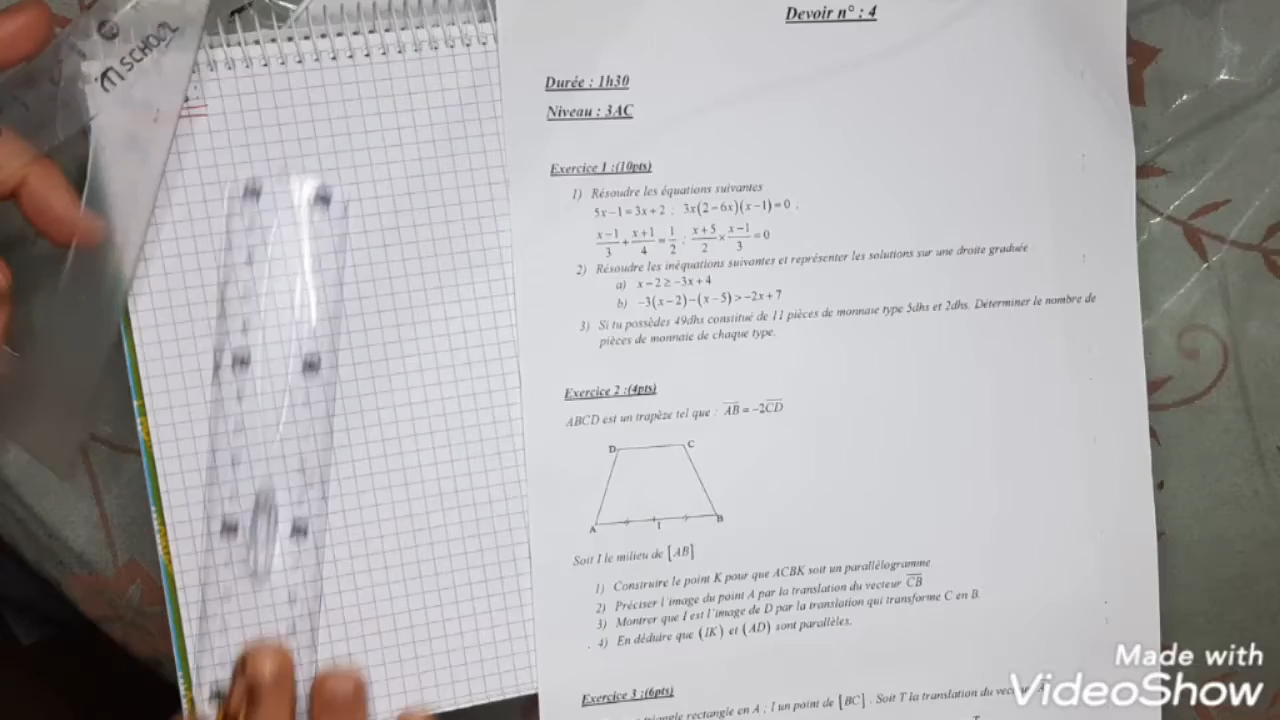 SCHOOL
Devoir n° : 4
Durée : 1h30
Niveau : 3AC
Exercice 1 :(10pts)
1) Résoudre les équations suivantes
5x−1=3x+2 ; 3x(2−6x)(x−1)=0 ;
(x−1)/3 + (x+1)/4 = 1/2 ; (x+5)/2 × (x−1)/3 = 0
2) Résoudre les inéquations suivantes et représenter les solutions sur une droite graduée
a) x−2≥−3x+4
b) −3(x−2)−(x−5)>−2x+7
3) Si tu possèdes 49dhs constitué de 11 pièces de monnaie type 5dhs et 2dhs. Déterminer le nombre de
pièces de monnaie de chaque type.
Exercice 2 :(4pts)
ABCD est un trapèze tel que : AB = −2CD
D C
A I B
Soit I le milieu de [AB]
1) Construire le point K pour que ACBK soit un parallélogramme
2) Préciser l'image du point A par la translation du vecteur CB
3) Montrer que I est l'image de D par la translation qui transforme C en B.
4) En déduire que (IK) et (AD) sont parallèles.
Exercice 3 :(6pts)
triangle rectangle en A ; I un point de [BC]. Soit T la translation du
Made with
VideoShow